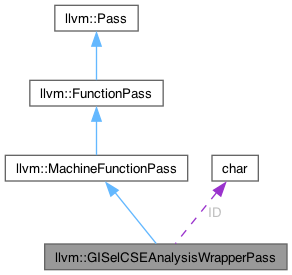 llvm::Pass
llvm::FunctionPass
llvm::MachineFunctionPass
char
ID
llvm::GISelCSEAnalysisWrapperPass